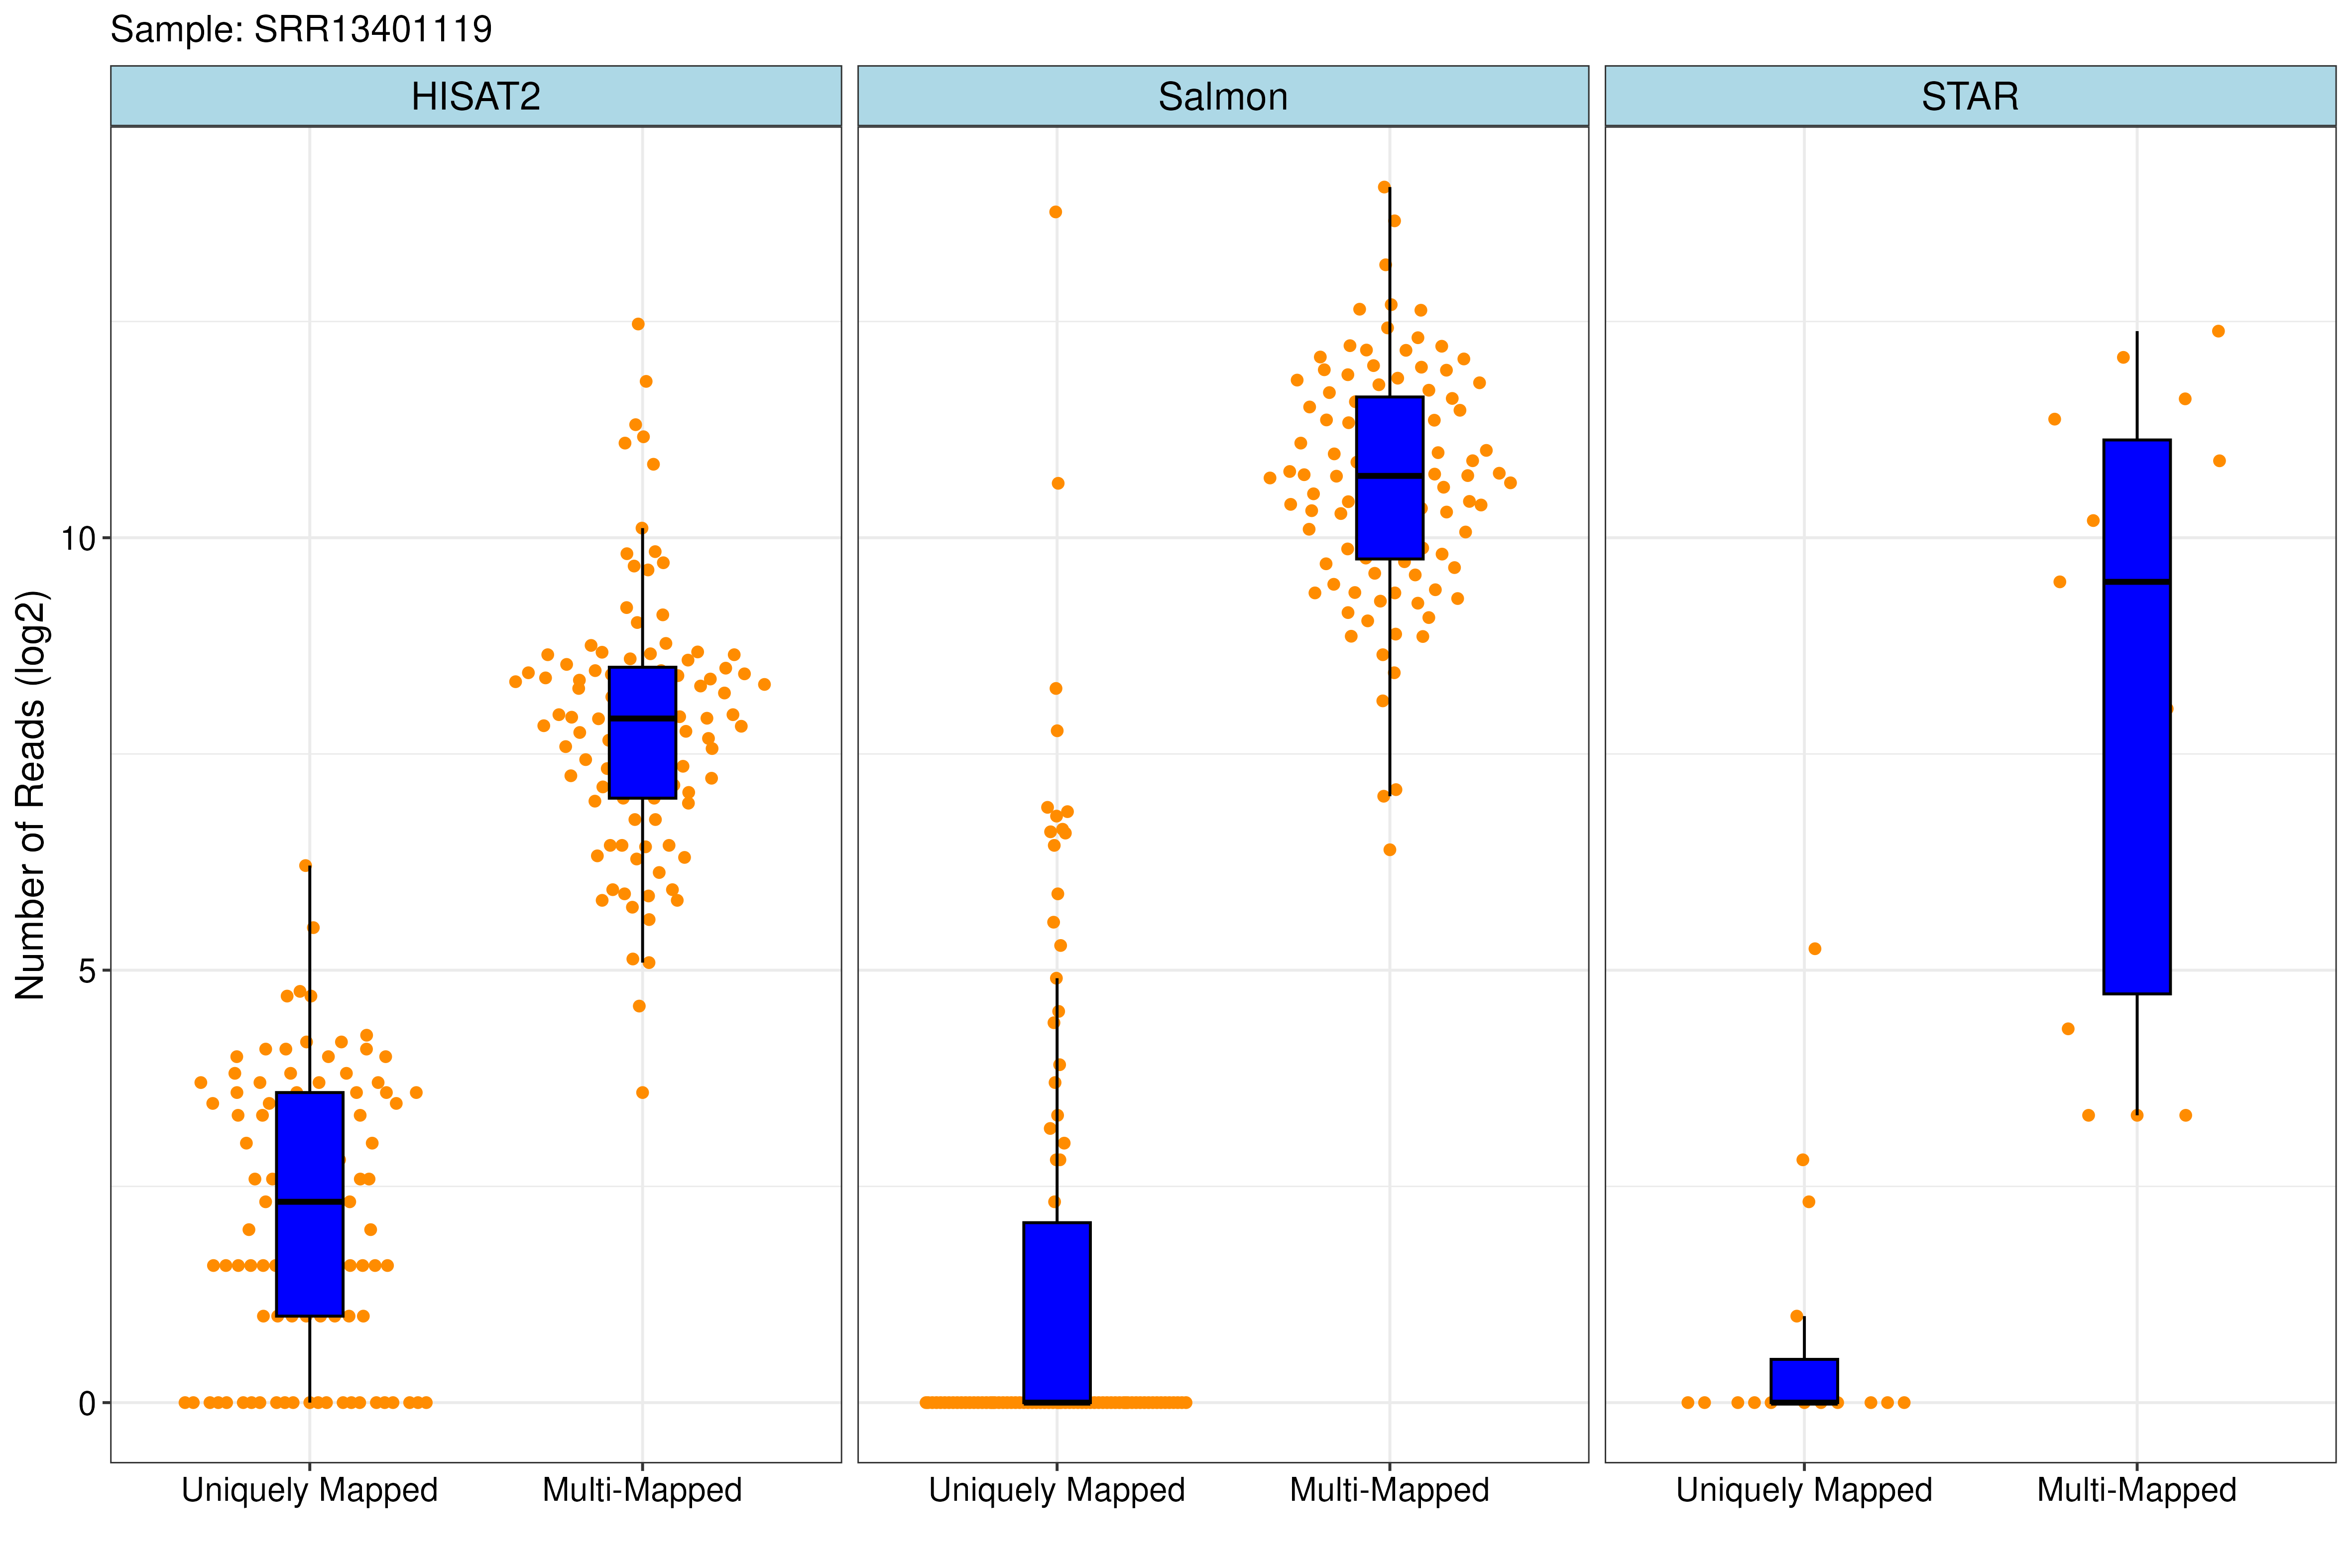 Sample: SRR13401119
HISAT2
Salmon
STAR
Number of Reads (log2)
10
5
0
Uniquely Mapped
Multi-Mapped
Uniquely Mapped
Multi-Mapped
Uniquely Mapped
Multi-Mapped